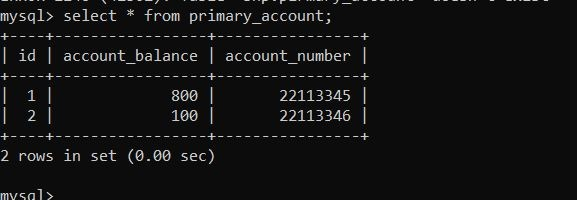 mysql> select * from primary_account;
+----+-----------------+----------------+
| id | account_balance | account_number |
+----+-----------------+----------------+
|  1 |             800 |       22113345 |
|  2 |             100 |       22113346 |
+----+-----------------+----------------+
2 rows in set (0.00 sec)
mysql>